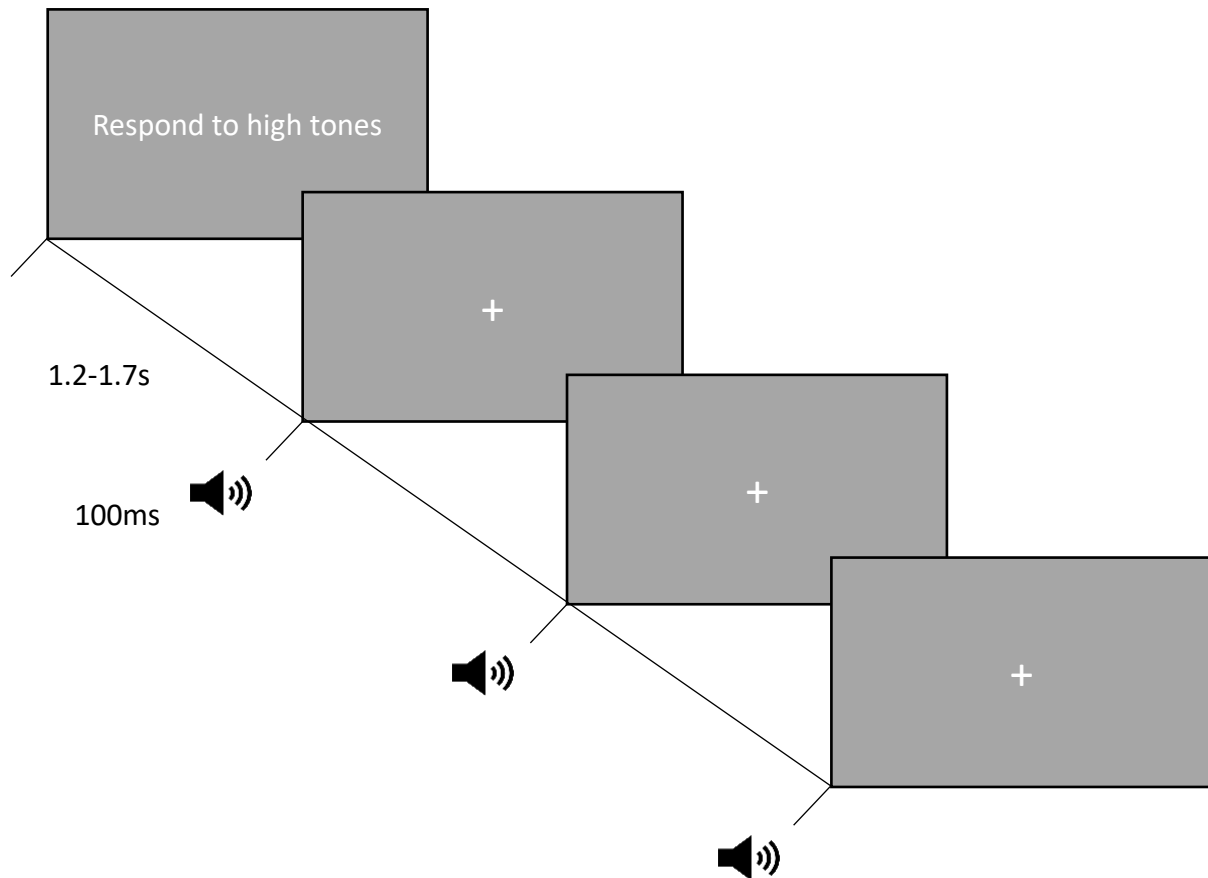 Respond to high tones
+
1.2-1.7s
+
100ms
+